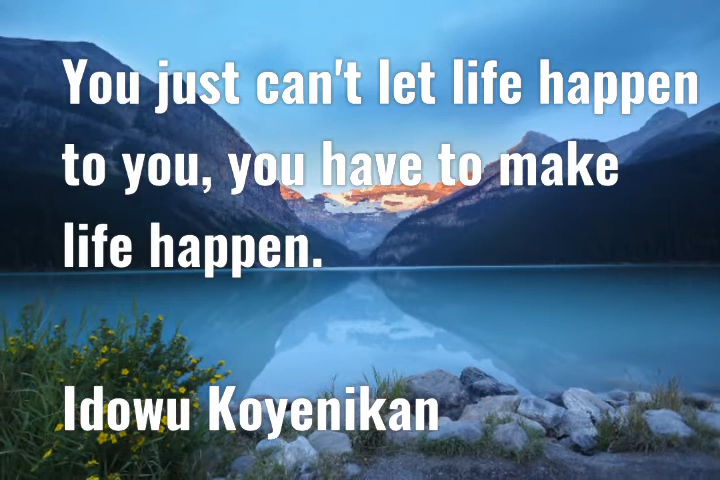 You just can't let life happen
to you, you have to make
life happen.
Idowu Koyenikan